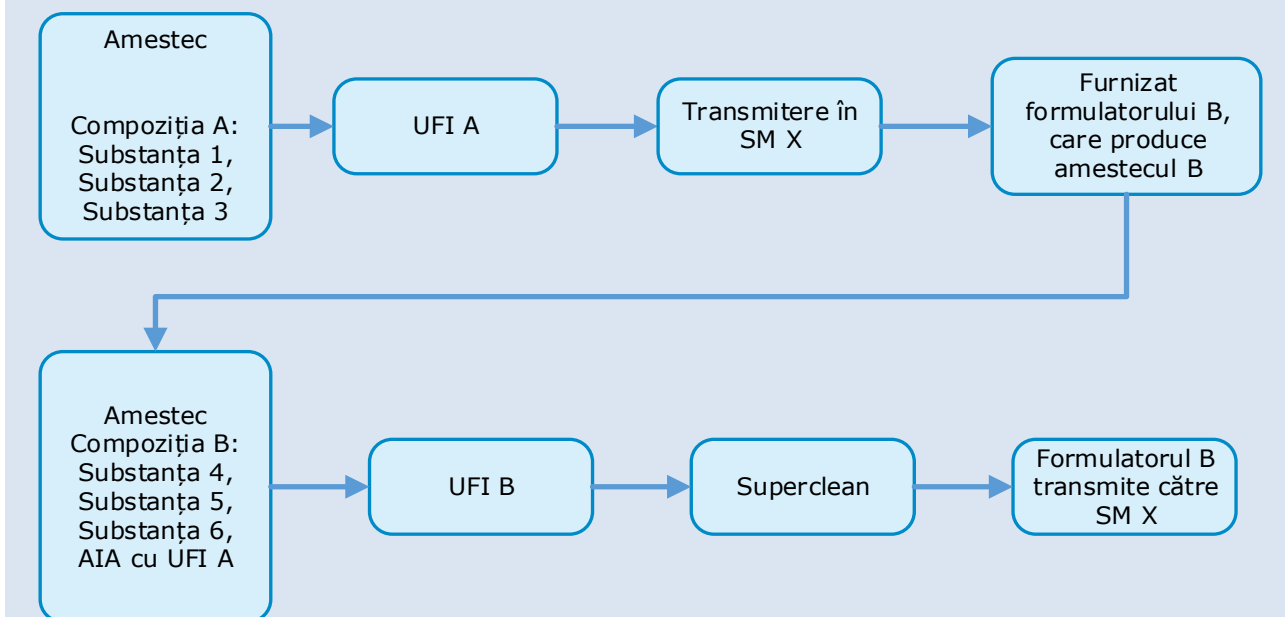 Amestec
Compoziția A:
Substanța 1,
Substanța 2,
Substanța 3
UFI A
Transmitere în
SM X
Furnizat
formulatorului B,
care produce
amestecul B
Amestec
Compoziția B:
Substanța 4,
Substanța 5,
Substanța 6,
AIA cu UFI A
UFI B
Superclean
Formulatorul B
transmite către
SM X